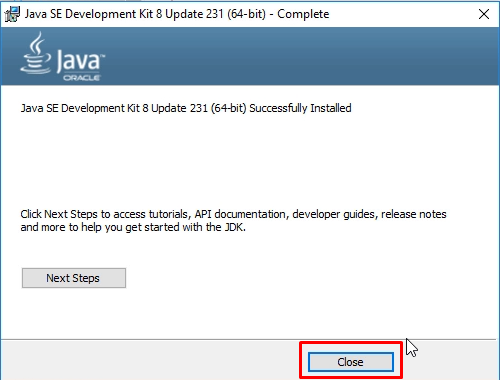 Java SE Development Kit 8 Update 231 (64-bit) - Complete
Java™
ORACLE
Java SE Development Kit 8 Update 231 (64-bit) Successfully Installed
Click Next Steps to access tutorials, API documentation, developer guides, release notes
and more to help you get started with the JDK.
Next Steps
Close